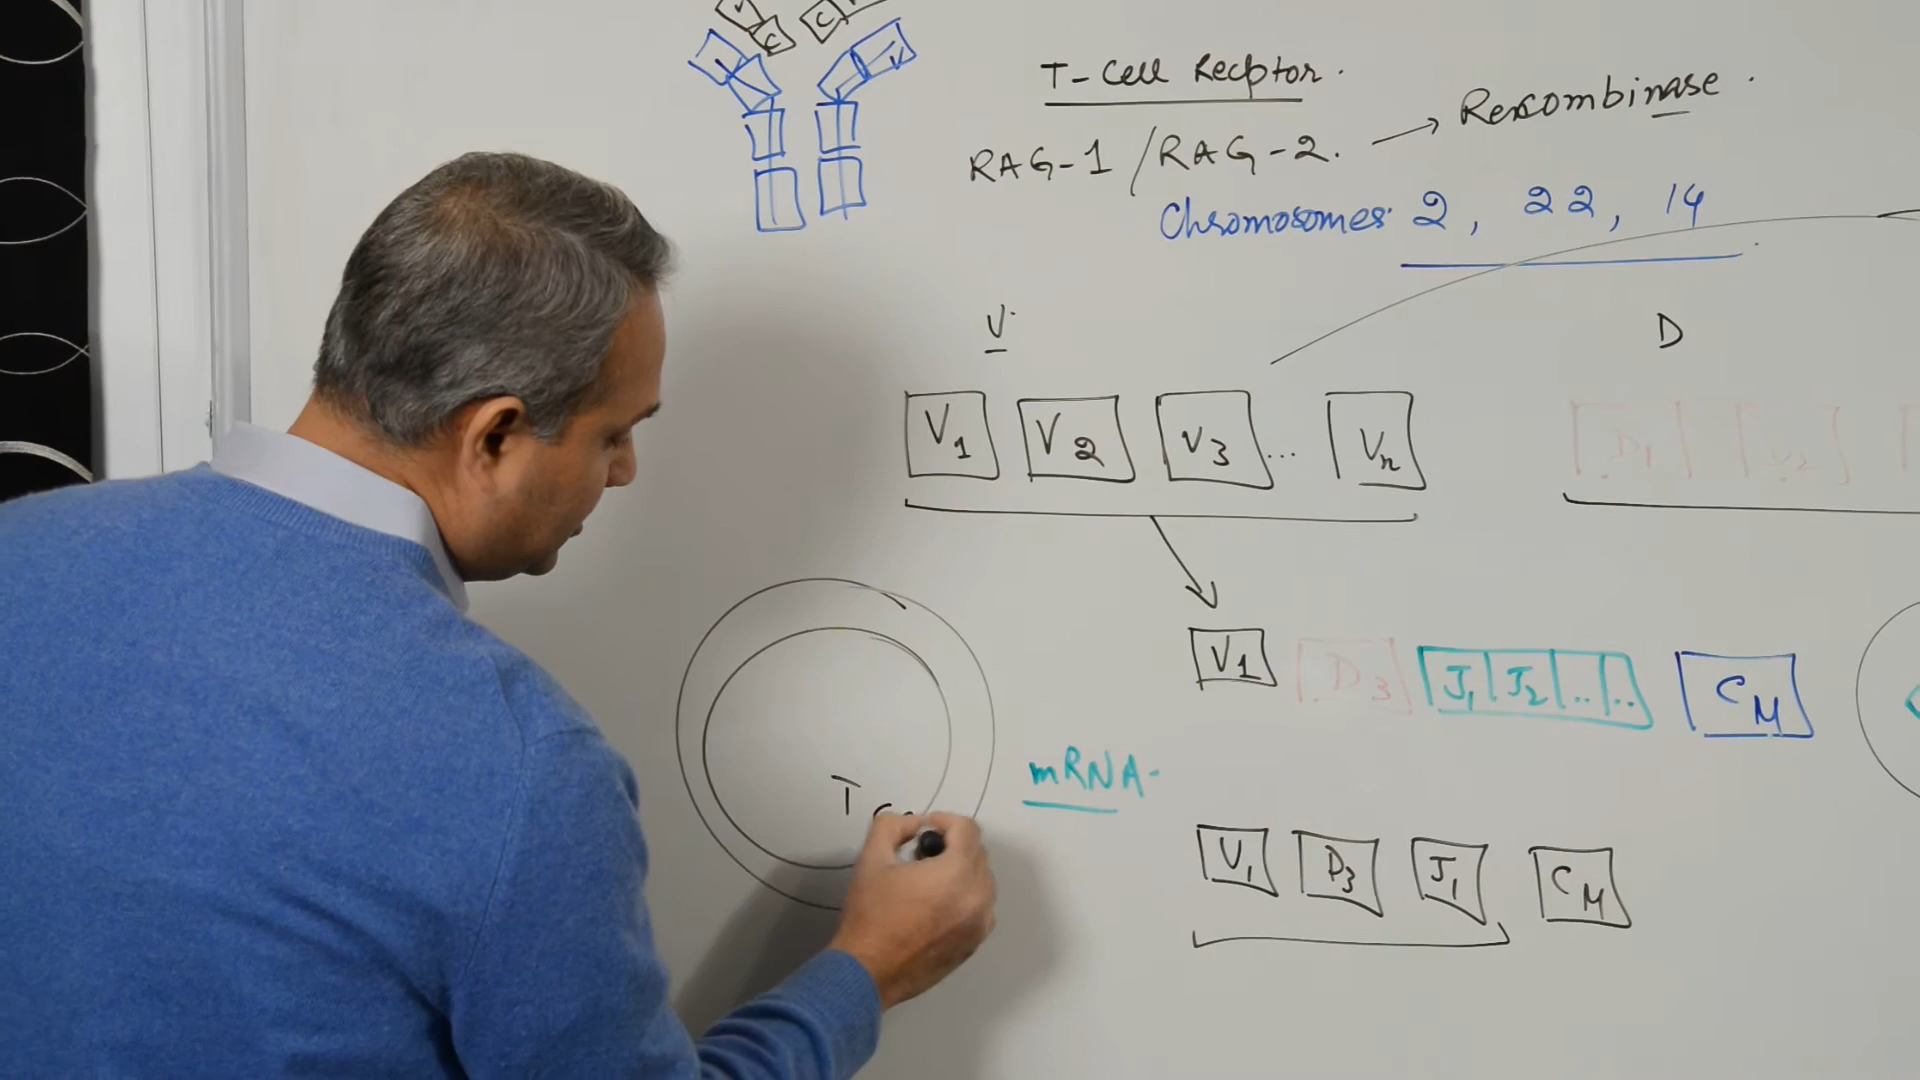 V C C
V
T-Cell Receptor.
RAG-1 / RAG-2. → Recombinase.
Chromosomes: 2, 22, 14
V D
V1 V2 V3 ... Vn D1
V1 D3 J1 J2 .. .. CM
mRNA
T
V1 D3 J1 CM